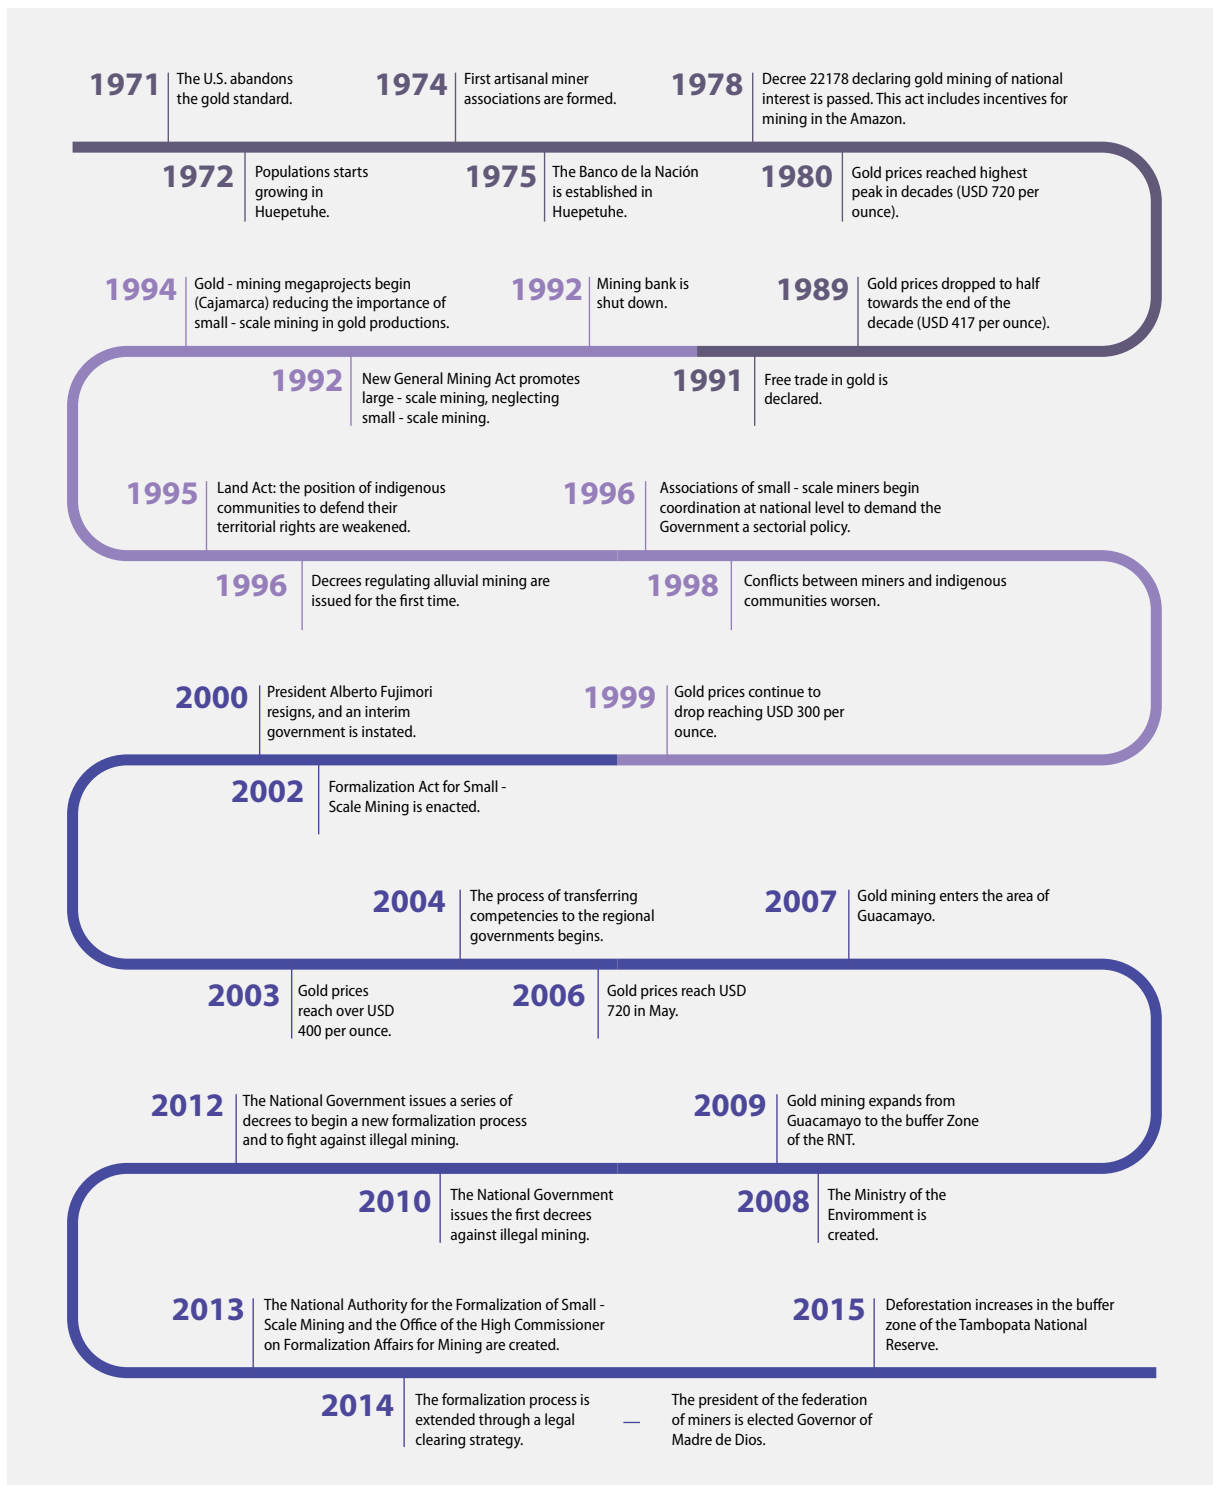 1971
The U.S. abandons
the gold standard.
1974
First artisanal miner
associations are formed.
1978
Decree 22178 declaring gold mining of national
interest is passed. This act includes incentives for
mining in the Amazon.
1972
Populations starts
growing in
Huepetuhe.
1975
The Banco de la Nación
is established in
Huepetuhe.
1980
Gold prices reached highest
peak in decades (USD 720 per
ounce).
1994
Gold - mining megaprojects begin
(Cajamarca) reducing the importance of
small - scale mining in gold productions.
1992
Mining bank is
shut down.
1989
Gold prices dropped to half
towards the end of the
decade (USD 417 per ounce).
1992
New General Mining Act promotes
large - scale mining, neglecting
small - scale mining.
1991
Free trade in gold is
declared.
1995
Land Act: the position of indigenous
communities to defend their
territorial rights are weakened.
1996
Associations of small - scale miners begin
coordination at national level to demand the
Government a sectorial policy.
1996
Decrees regulating alluvial mining are
issued for the first time.
1998
Conflicts between miners and indigenous
communities worsen.
2000
President Alberto Fujimori
resigns, and an interim
government is instated.
1999
Gold prices continue to
drop reaching USD 300 per
ounce.
2002
Formalization Act for Small -
Scale Mining is enacted.
2004
The process of transferring
competencies to the regional
governments begins.
2007
Gold mining enters the area of
Guacamayo.
2003
Gold prices
reach over USD
400 per ounce.
2006
Gold prices reach USD
720 in May.
2012
The National Government issues a series of
decrees to begin a new formalization process
and to fight against illegal mining.
2009
Gold mining expands from
Guacamayo to the buffer Zone
of the RNT.
2010
The National Government
issues the first decrees
against illegal mining.
2008
The Ministry of the
Enviromment is
created.
2013
The National Authority for the Formalization of Small -
Scale Mining and the Office of the High Commissioner
on Formalization Affairs for Mining are created.
2015
Deforestation increases in the buffer
zone of the Tambopata National
Reserve.
2014
The formalization process is
extended through a legal
clearing strategy.
—
The president of the federation
of miners is elected Governor of
Madre de Dios.